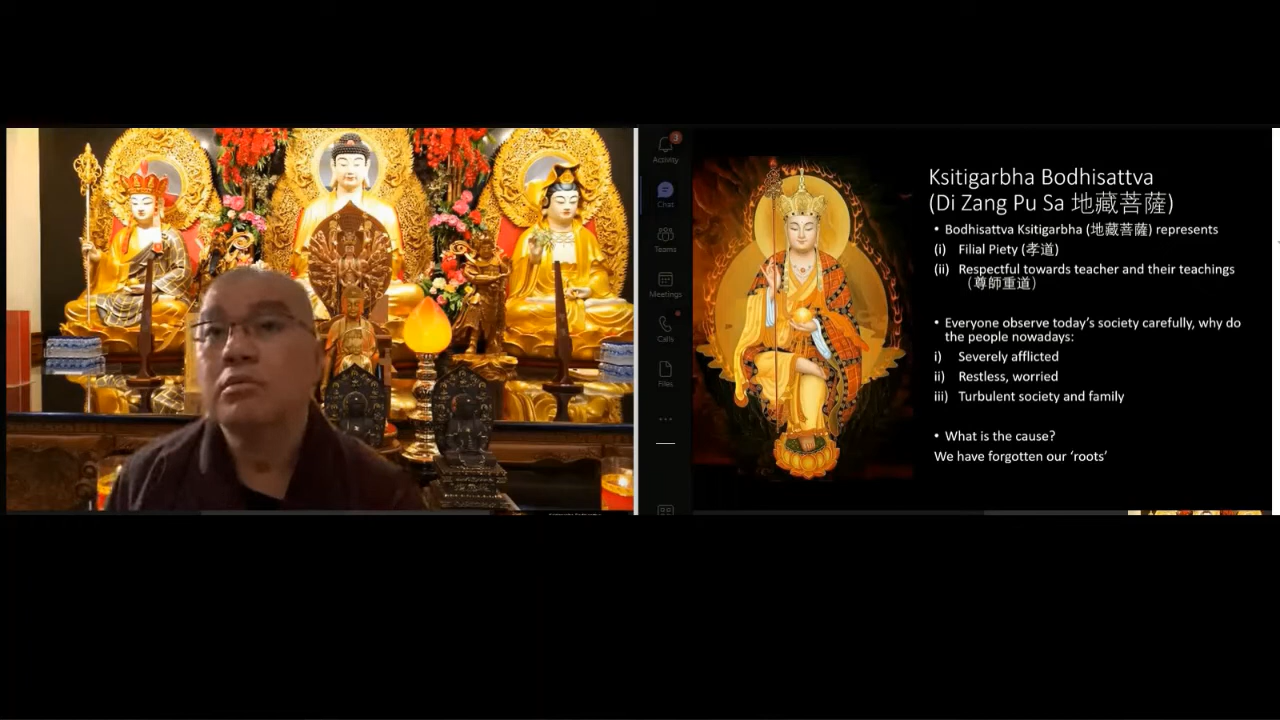 3
Activity
Chat
Teams
Meetings
Calls
Files
Ksitigarbha Bodhisattva
(Di Zang Pu Sa 地藏菩薩)
• Bodhisattva Ksitigarbha (地藏菩薩) represents
(i) Filial Piety (孝道)
(ii) Respectful towards teacher and their teachings
（尊師重道）
• Everyone observe today’s society carefully, why do
the people nowadays:
i) Severely afflicted
ii) Restless, worried
iii) Turbulent society and family
• What is the cause?
We have forgotten our ‘roots’